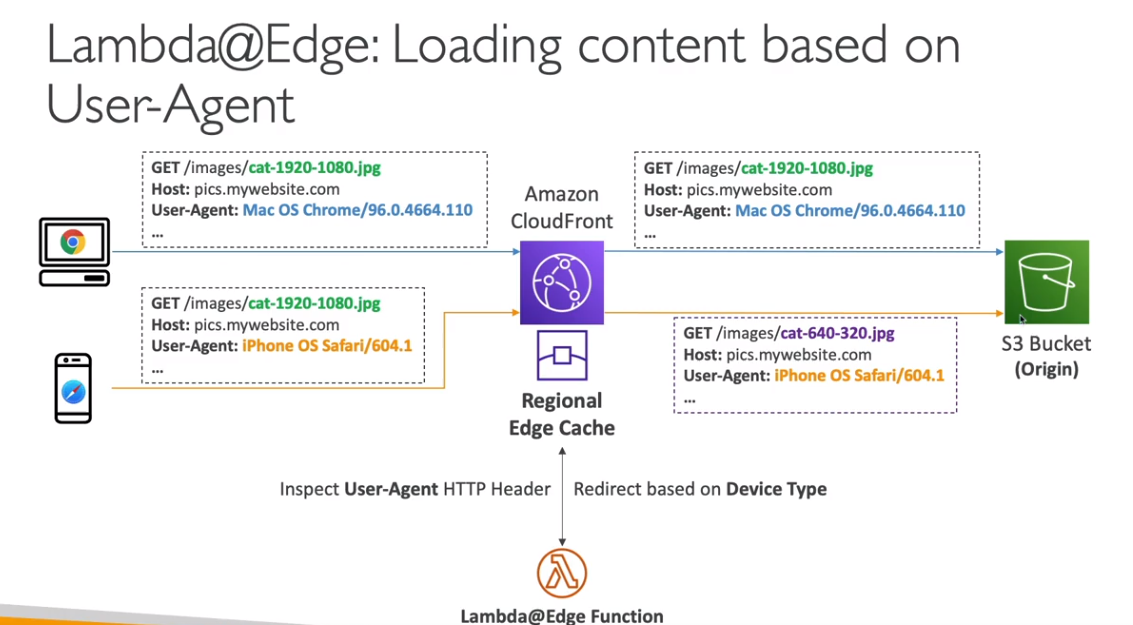 Lambda@Edge: Loading content based on
User-Agent
GET /images/cat-1920-1080.jpg
Host: pics.mywebsite.com
User-Agent: Mac OS Chrome/96.0.4664.110
...
Amazon
CloudFront
GET /images/cat-1920-1080.jpg
Host: pics.mywebsite.com
User-Agent: Mac OS Chrome/96.0.4664.110
...
GET /images/cat-1920-1080.jpg
Host: pics.mywebsite.com
User-Agent: iPhone OS Safari/604.1
...
GET /images/cat-640-320.jpg
Host: pics.mywebsite.com
User-Agent: iPhone OS Safari/604.1
...
S3 Bucket
(Origin)
Regional
Edge Cache
Inspect User-Agent HTTP Header
Redirect based on Device Type
Lambda@Edge Function